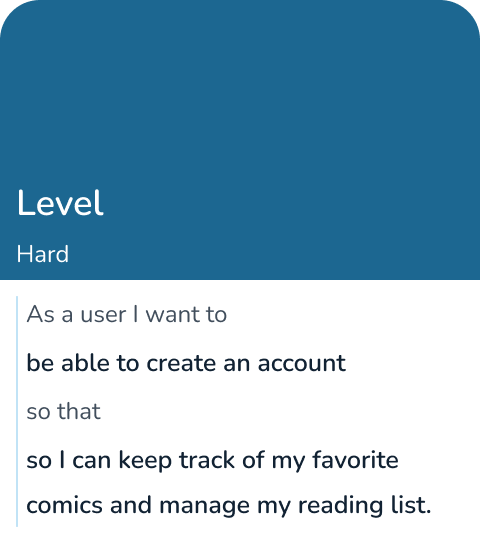 Level
Hard
As a user I want to
be able to create an account
so that
so I can keep track of my favorite
comics and manage my reading list.